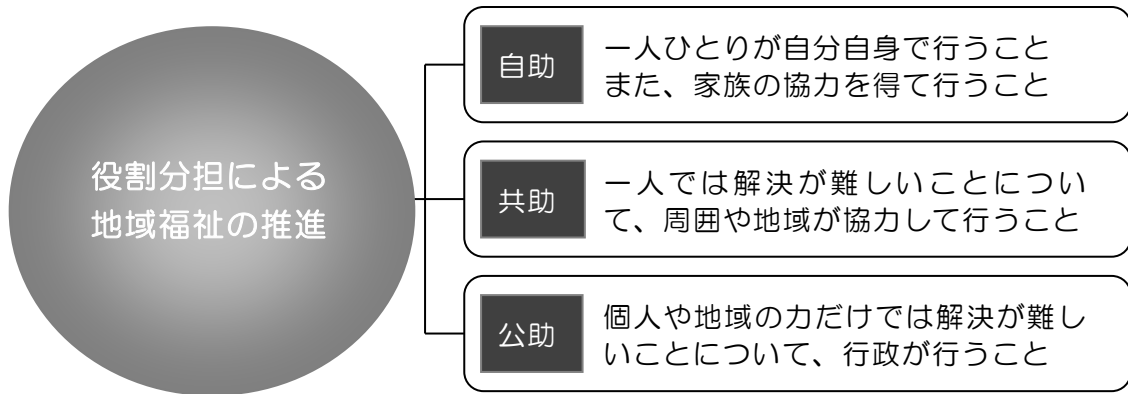 役割分担による
地域福祉の推進
自助
一人ひとりが自分自身で行うこと
また、家族の協力を得て行うこと
共助
一人では解決が難しいことについ
て、周囲や地域が協力して行うこと
公助
個人や地域の力だけでは解決が難し
いことについて、行政が行うこと